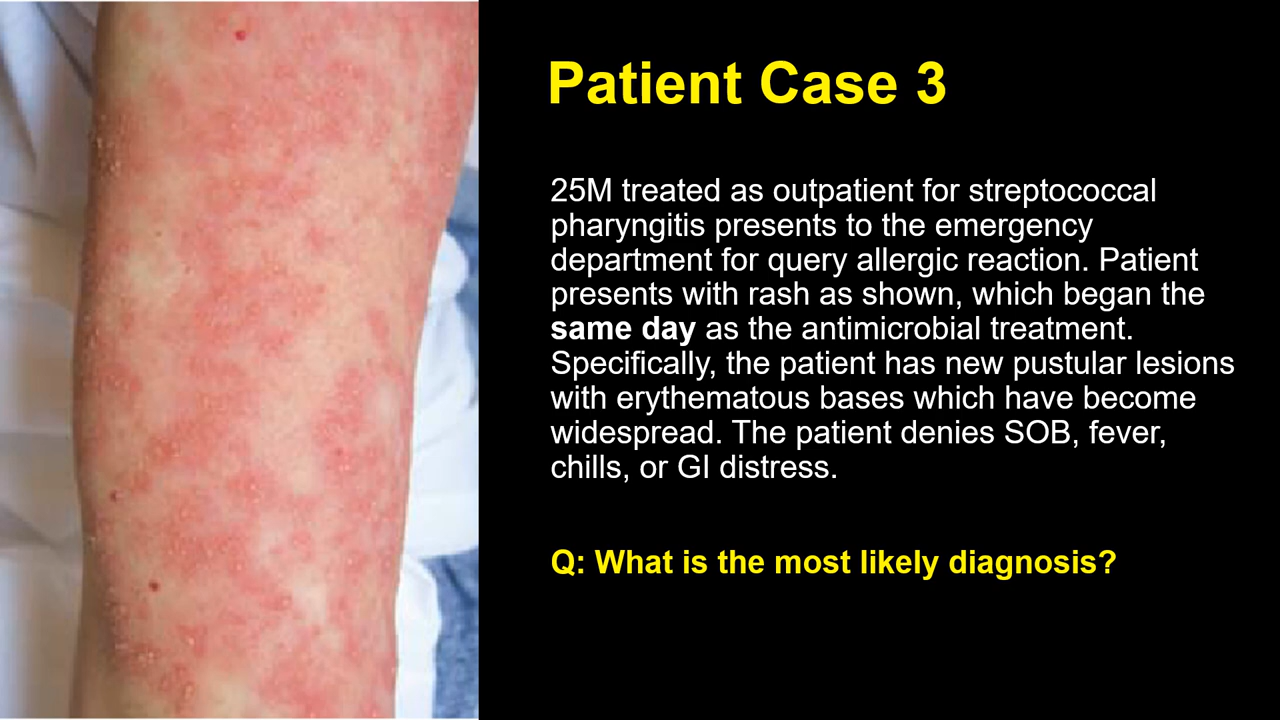 Patient Case 3
25M treated as outpatient for streptococcal
pharyngitis presents to the emergency
department for query allergic reaction. Patient
presents with rash as shown, which began the
same day as the antimicrobial treatment.
Specifically, the patient has new pustular lesions
with erythematous bases which have become
widespread. The patient denies SOB, fever,
chills, or GI distress.
Q: What is the most likely diagnosis?